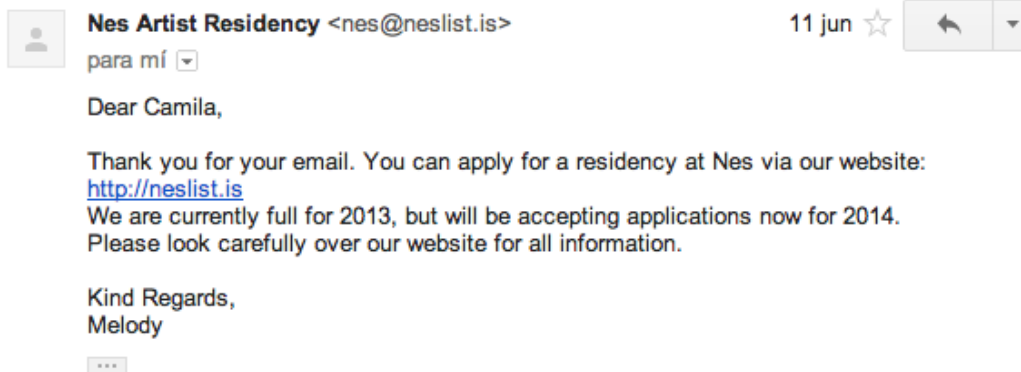 Nes Artist Residency <nes@neslist.is> 11 jun
para mí
Dear Camila,
Thank you for your email. You can apply for a residency at Nes via our website:
http://neslist.is
We are currently full for 2013, but will be accepting applications now for 2014.
Please look carefully over our website for all information.
Kind Regards,
Melody